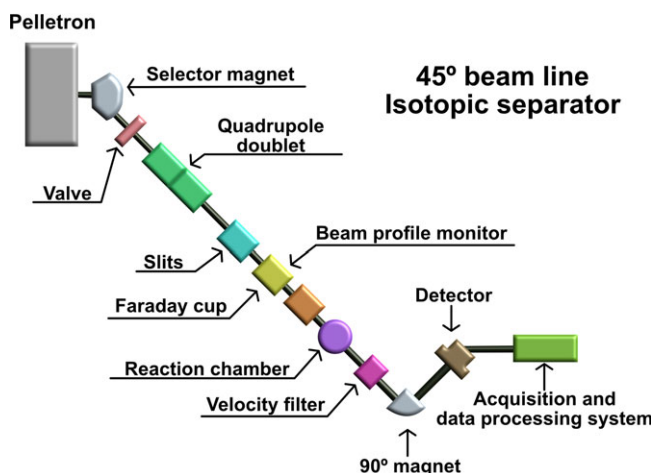 Pelletron
Selector magnet
45º beam line
Isotopic separator
Quadrupole
doublet
Valve
Beam profile monitor
Slits
Faraday cup
Detector
Reaction chamber
Velocity filter
Acquisition and
data processing system
90º magnet